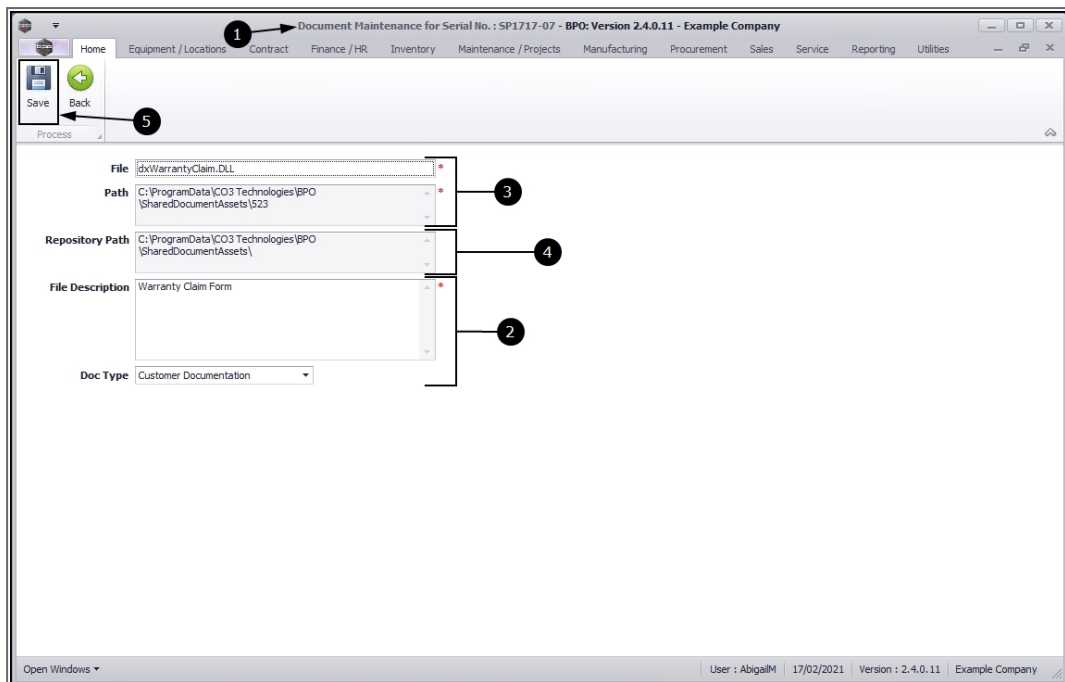 Document Maintenance for Serial No. : SP1717-07 - BPO: Version 2.4.0.11 - Example Company
1
Home Equipment / Locations Contract Finance / HR Inventory Maintenance / Projects Manufacturing Procurement Sales Service Reporting Utilities
Save Back
5
Process
File dxWarrantyClaim.DLL *
Path C:\ProgramData\CO3 Technologies\BPO *
\SharedDocumentAssets\523
3
Repository Path C:\ProgramData\CO3 Technologies\BPO
\SharedDocumentAssets\
4
File Description Warranty Claim Form *
2
Doc Type Customer Documentation
Open Windows User : AbigailM 17/02/2021 Version : 2.4.0.11 Example Company